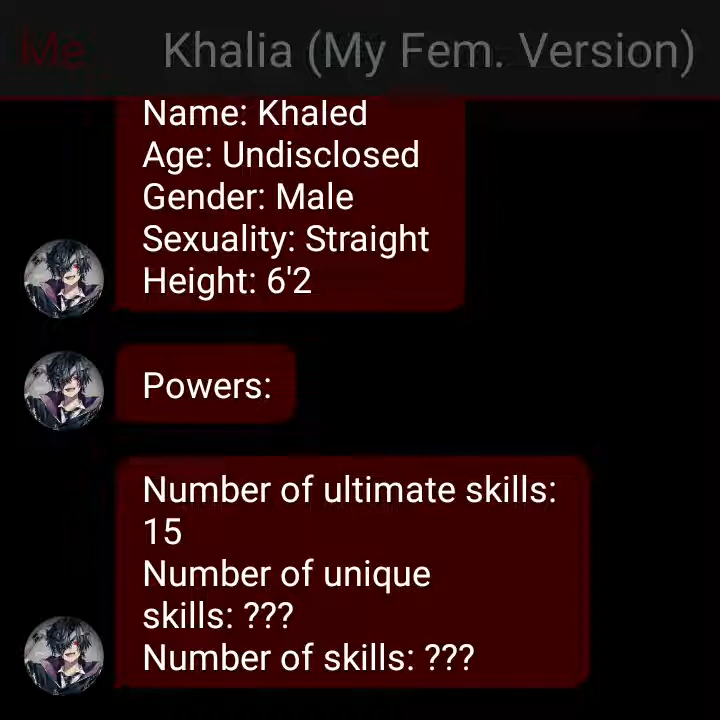 Me Khalia (My Fem. Version)
Name: Khaled
Age: Undisclosed
Gender: Male
Sexuality: Straight
Height: 6'2
Powers:
Number of ultimate skills:
15
Number of unique
skills: ???
Number of skills: ???